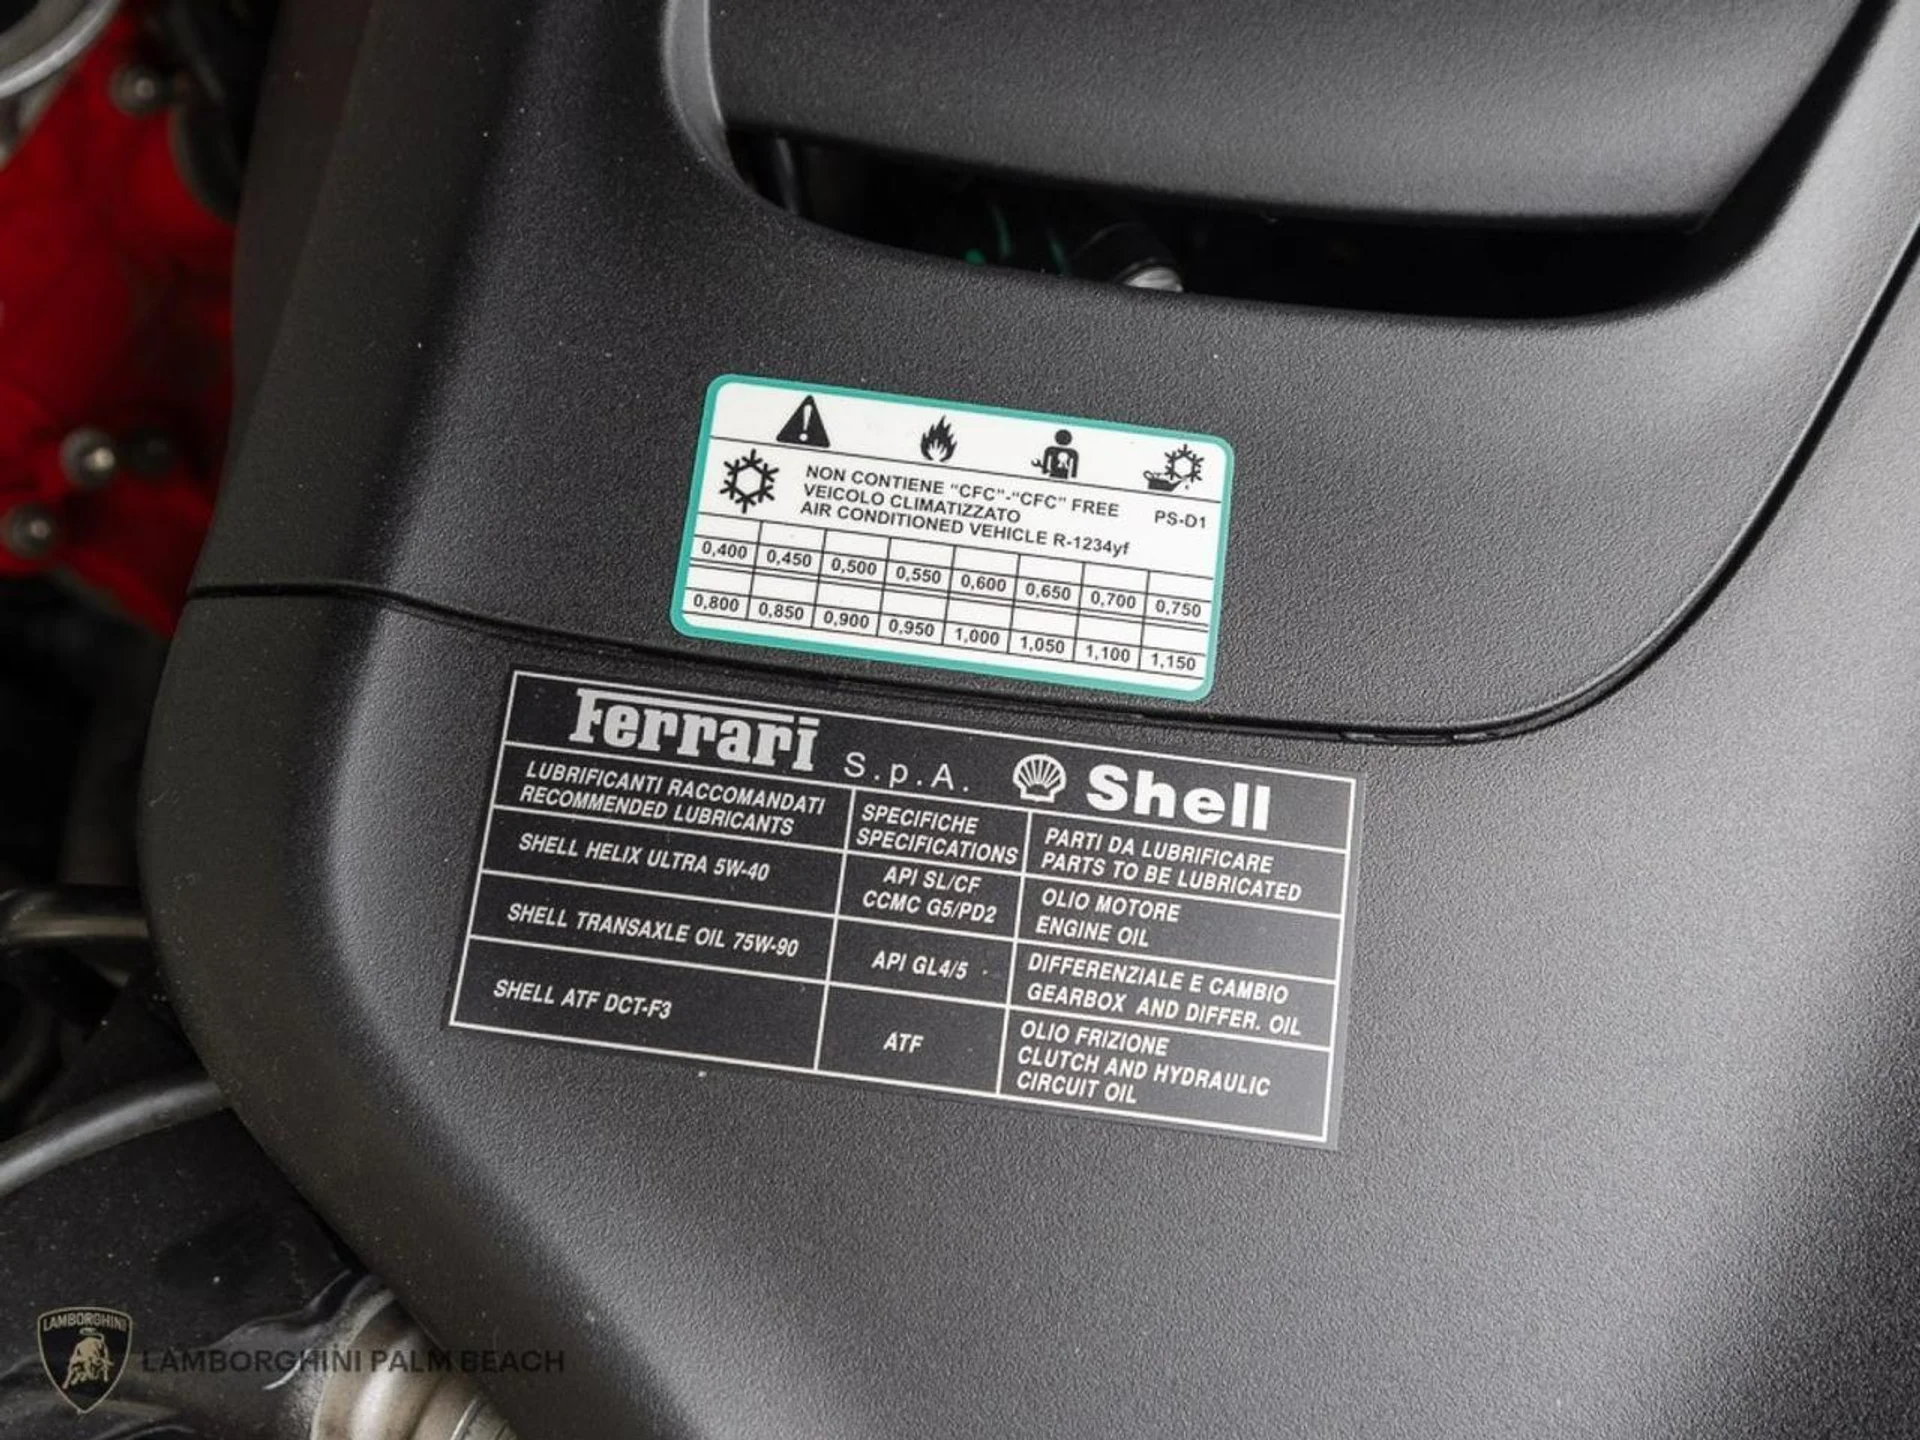 NON CONTIENE “CFC”-“CFC” FREE
VEICOLO CLIMATIZZATO
AIR CONDITIONED VEHICLE R-1234yf
PS-D1
0,400 0,450 0,500 0,550 0,600 0,650 0,700 0,750
0,800 0,850 0,900 0,950 1,000 1,050 1,100 1,150
Ferrari S.p.A. Shell
LUBRIFICANTI RACCOMANDATI
RECOMMENDED LUBRICANTS
SPECIFICHE
SPECIFICATIONS
PARTI DA LUBRIFICARE
PARTS TO BE LUBRICATED
SHELL HELIX ULTRA 5W-40
API SL/CF
CCMC G5/PD2
OLIO MOTORE
ENGINE OIL
SHELL TRANSAXLE OIL 75W-90
API GL4/5
DIFFERENZIALE E CAMBIO
GEARBOX AND DIFFER. OIL
SHELL ATF DCT-F3
ATF
OLIO FRIZIONE
CLUTCH AND HYDRAULIC
CIRCUIT OIL
LAMBORGHINI
LAMBORGHINI PALM BEACH